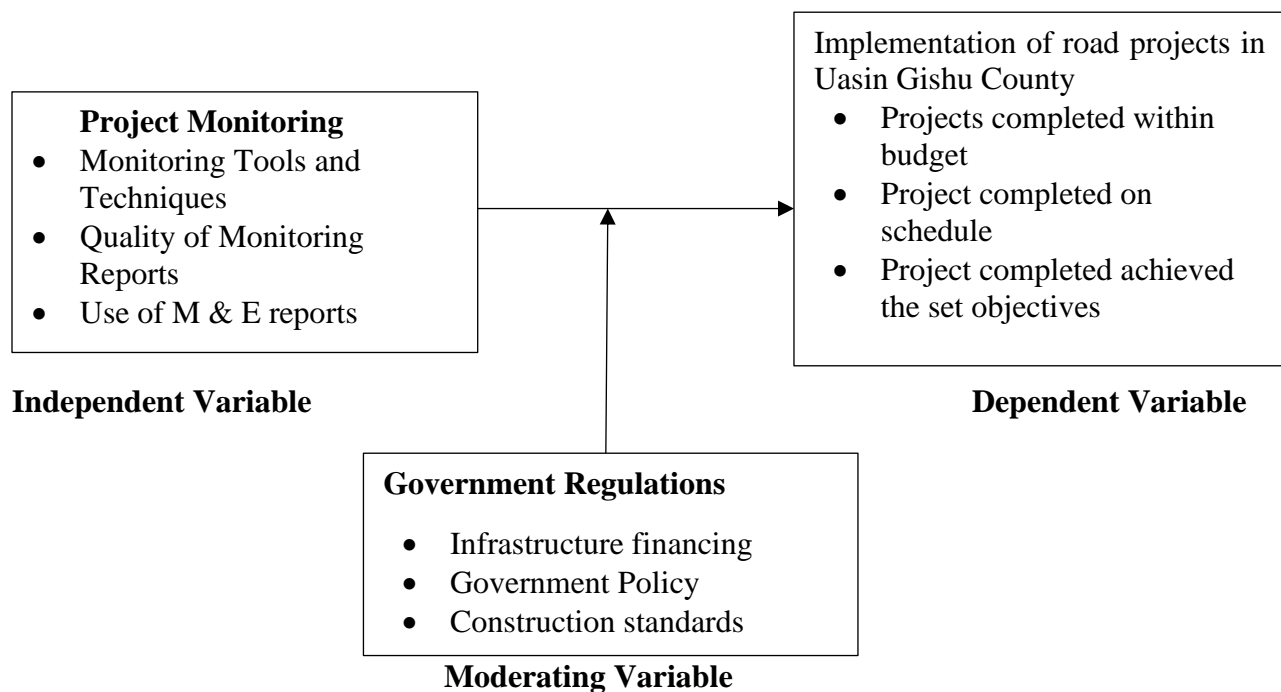 Project Monitoring
• Monitoring Tools and
Techniques
• Quality of Monitoring
Reports
• Use of M & E reports
Independent Variable
Implementation of road projects in
Uasin Gishu County
• Projects completed within
budget
• Project completed on
schedule
• Project completed achieved
the set objectives
Dependent Variable
Government Regulations
• Infrastructure financing
• Government Policy
• Construction standards
Moderating Variable